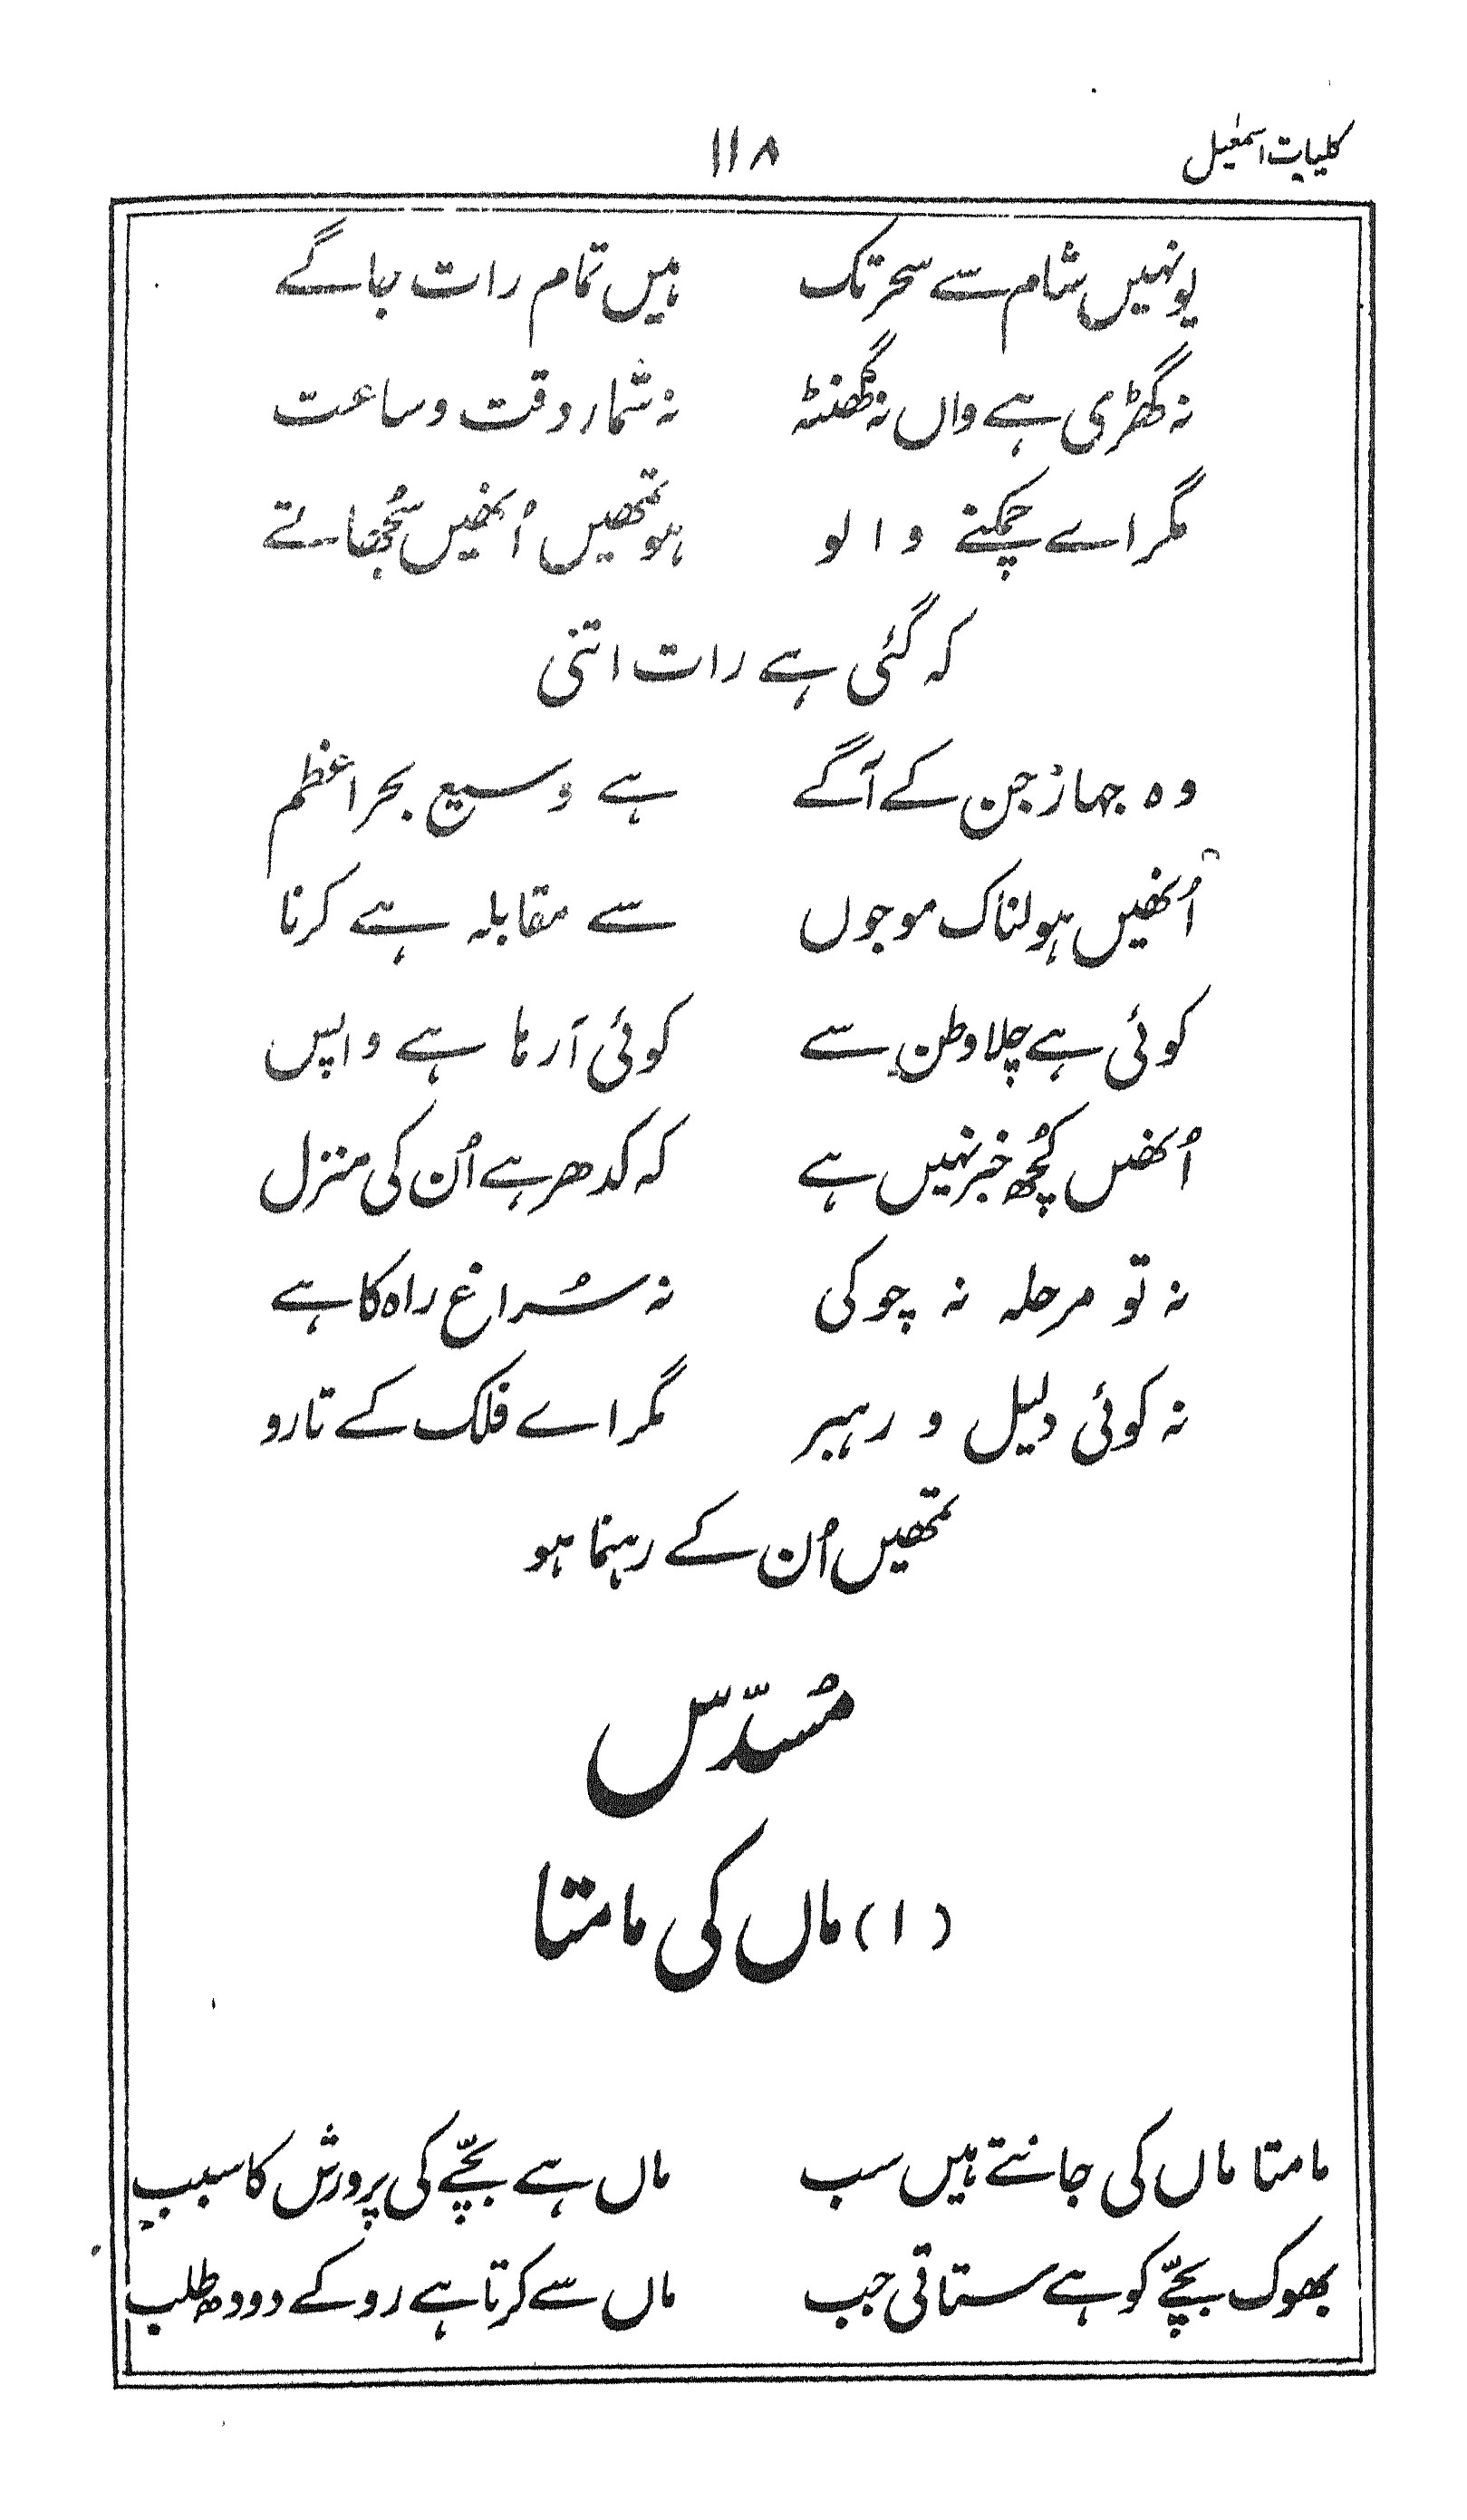 کلیات اسمٰعیل ۱۱۸
یونہیں شام سے سحر تک ہیں تمام رات جاگے
نہ گھڑی ہے واں نہ گھنٹہ نہ شمار وقت و ساعت
مگر اے چمکنے والو ہو تمھیں اُنھیں سُجھاتے
کہ گئی ہے رات اتنی
وہ جہاز جن کے آگے ہے وسیع بحر اعظم
اُنھیں ہولناک موجوں سے مقابلہ ہے کرنا
کوئی ہے چلا وطن سے کوئی آ رہا ہے واپس
اُنھیں کُچھ خبر نہیں ہے کہ کدھر ہے اُن کی منزل
نہ تو مرحلہ نہ چوکی نہ سُراغ راہ کا ہے
نہ کوئی دلیل و رہبر مگر اے فلک کے تارو
تمھیں اُن کے رہنما ہو
مُسدّس
(۱) ماں کی مامتا
مامتا ماں کی جانتے ہیں سب ماں ہے بچّے کی پرورش کا سبب
بھوک بچّے کو ہے ستاتی جب ماں سے کرتا ہے رو کے دودھ طلب